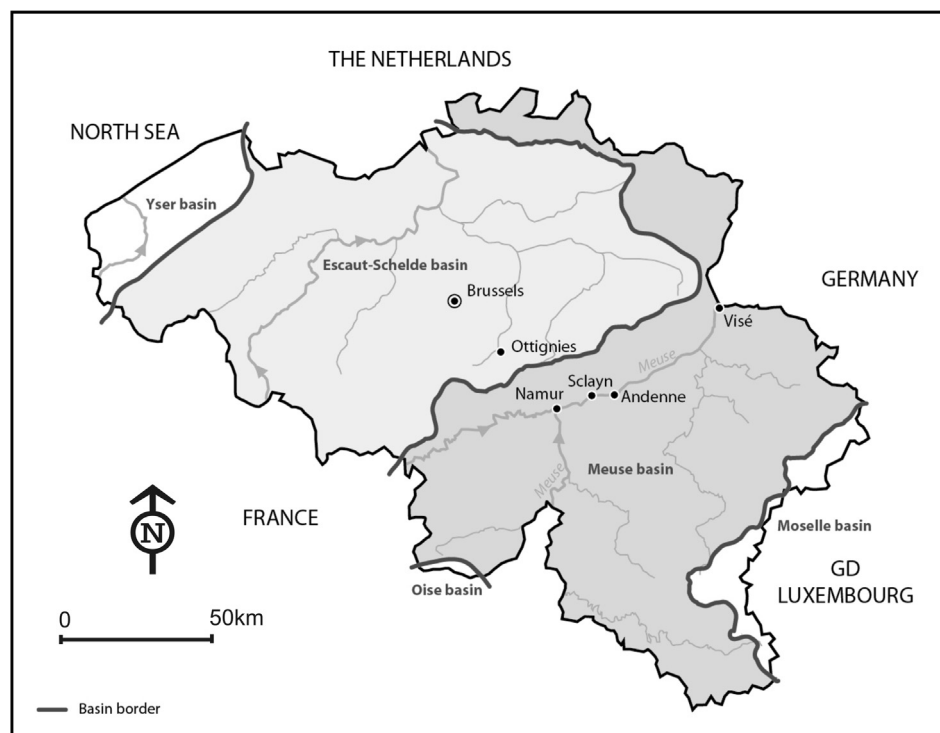 THE NETHERLANDS
NORTH SEA
Yser basin
Escaut-Schelde basin
GERMANY
Brussels
Visé
Ottignies
Meuse
Sclayn
Namur
Andenne
Meuse basin
Meuse
FRANCE
N
Moselle basin
GD
LUXEMBOURG
Oise basin
0
50km
Basin border